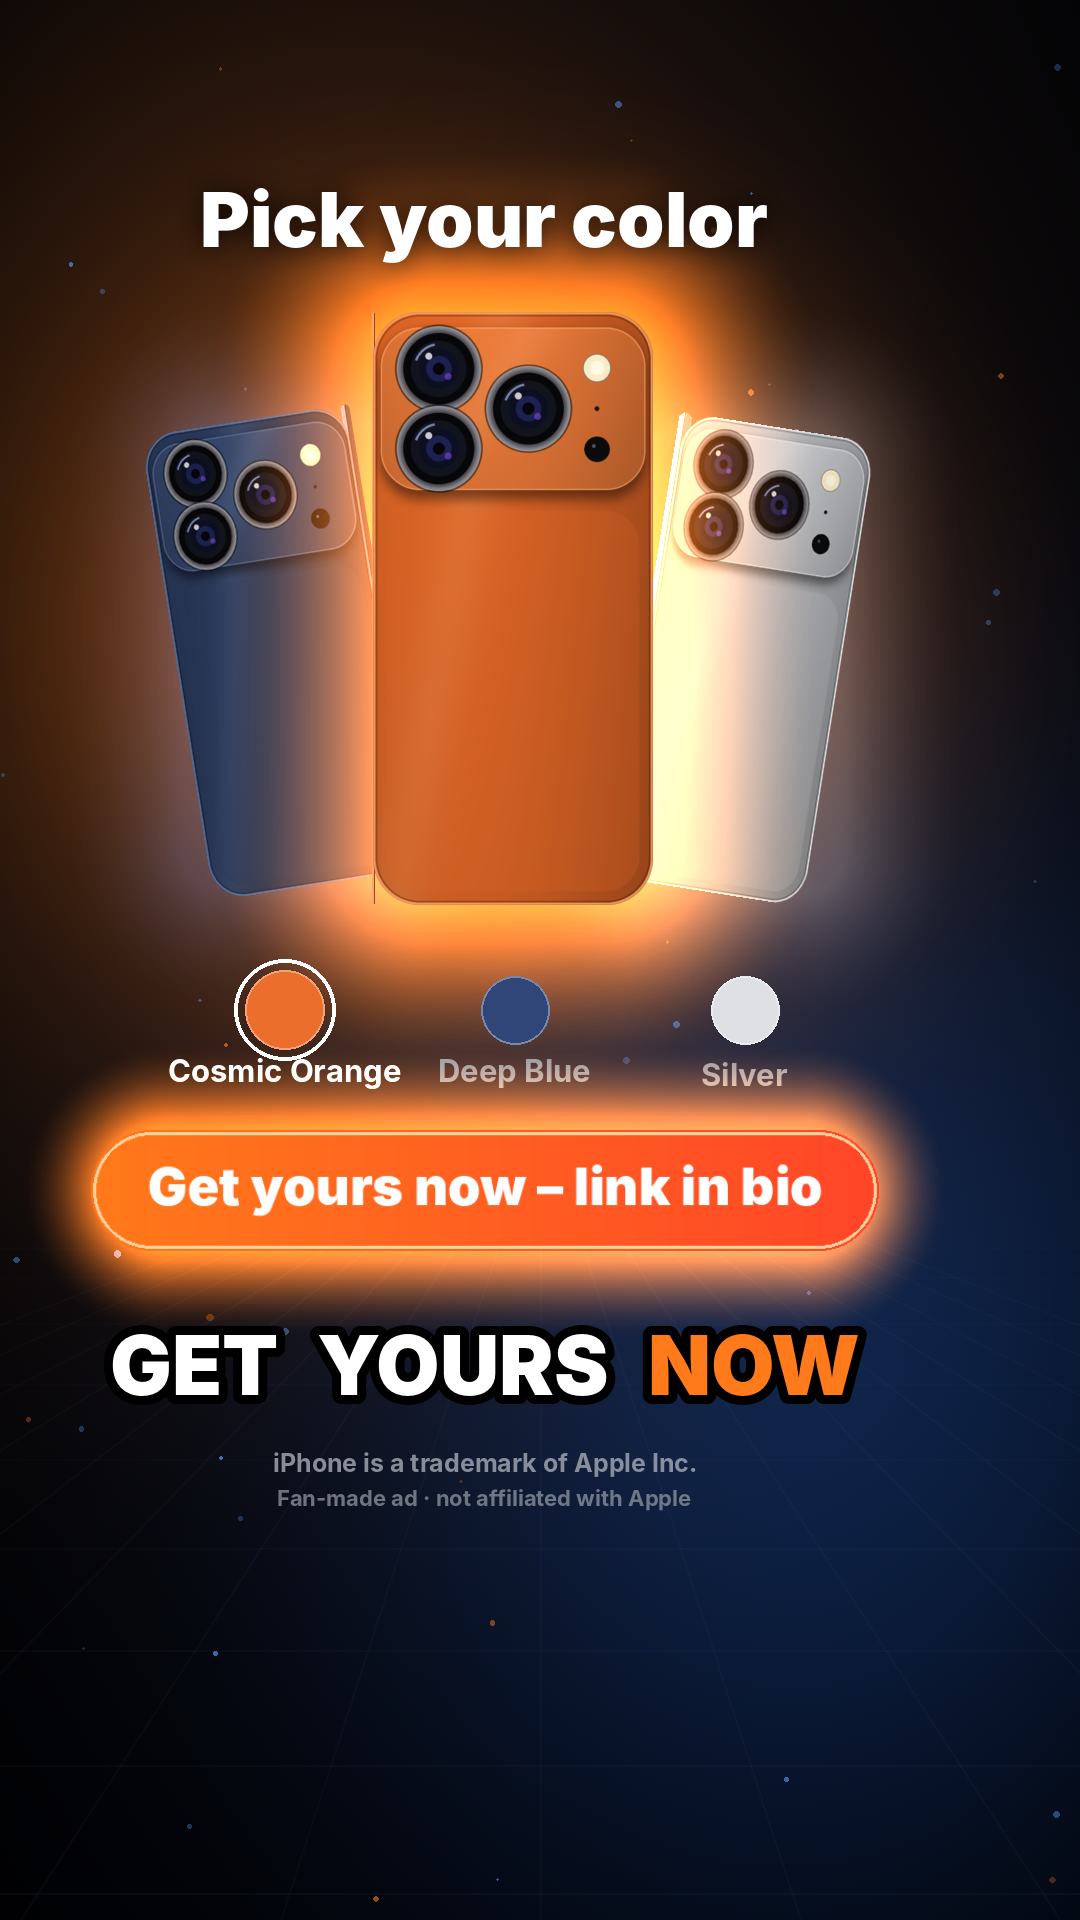 Pick your color
Cosmic Orange
Deep Blue
Silver
Get yours now – link in bio
GET YOURS NOW
iPhone is a trademark of Apple Inc.
Fan-made ad · not affiliated with Apple